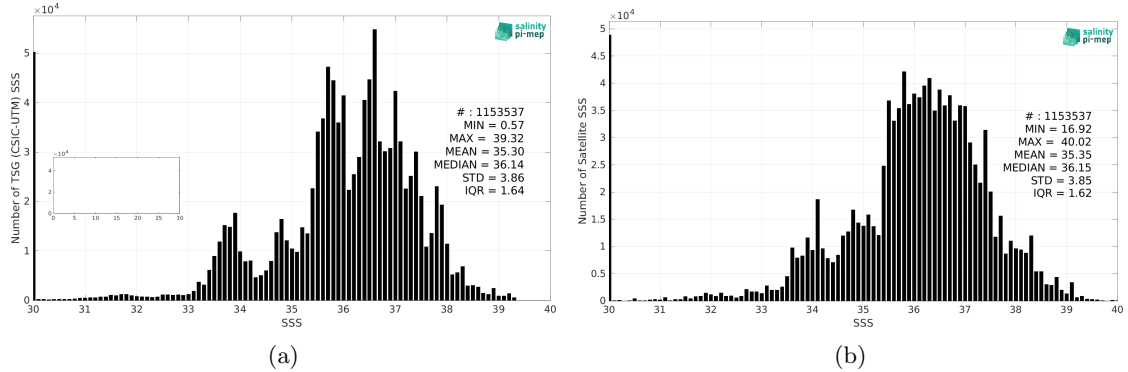 ×10⁴
salinity
pi-mep
Number of TSG (CSIC-UTM) SSS
5
4
3
2
1
0
# : 1153537
MIN = 0.57
MAX = 39.32
MEAN = 35.30
MEDIAN = 36.14
STD = 3.86
IQR = 1.64
×10⁴
4
2
0
0 5 10 15 20 25 30
30 31 32 33 34 35 36 37 38 39 40
SSS
(a)
×10⁴
salinity
pi-mep
Number of Satellite SSS
5
4.5
4
3.5
3
2.5
2
1.5
1
0.5
0
# : 1153537
MIN = 16.92
MAX = 40.02
MEAN = 35.35
MEDIAN = 36.15
STD = 3.85
IQR = 1.62
30 31 32 33 34 35 36 37 38 39 40
SSS
(b)